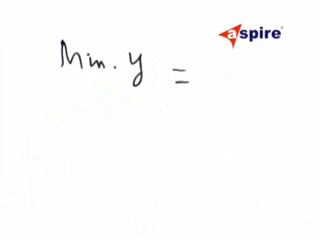 aspire
Min. y =